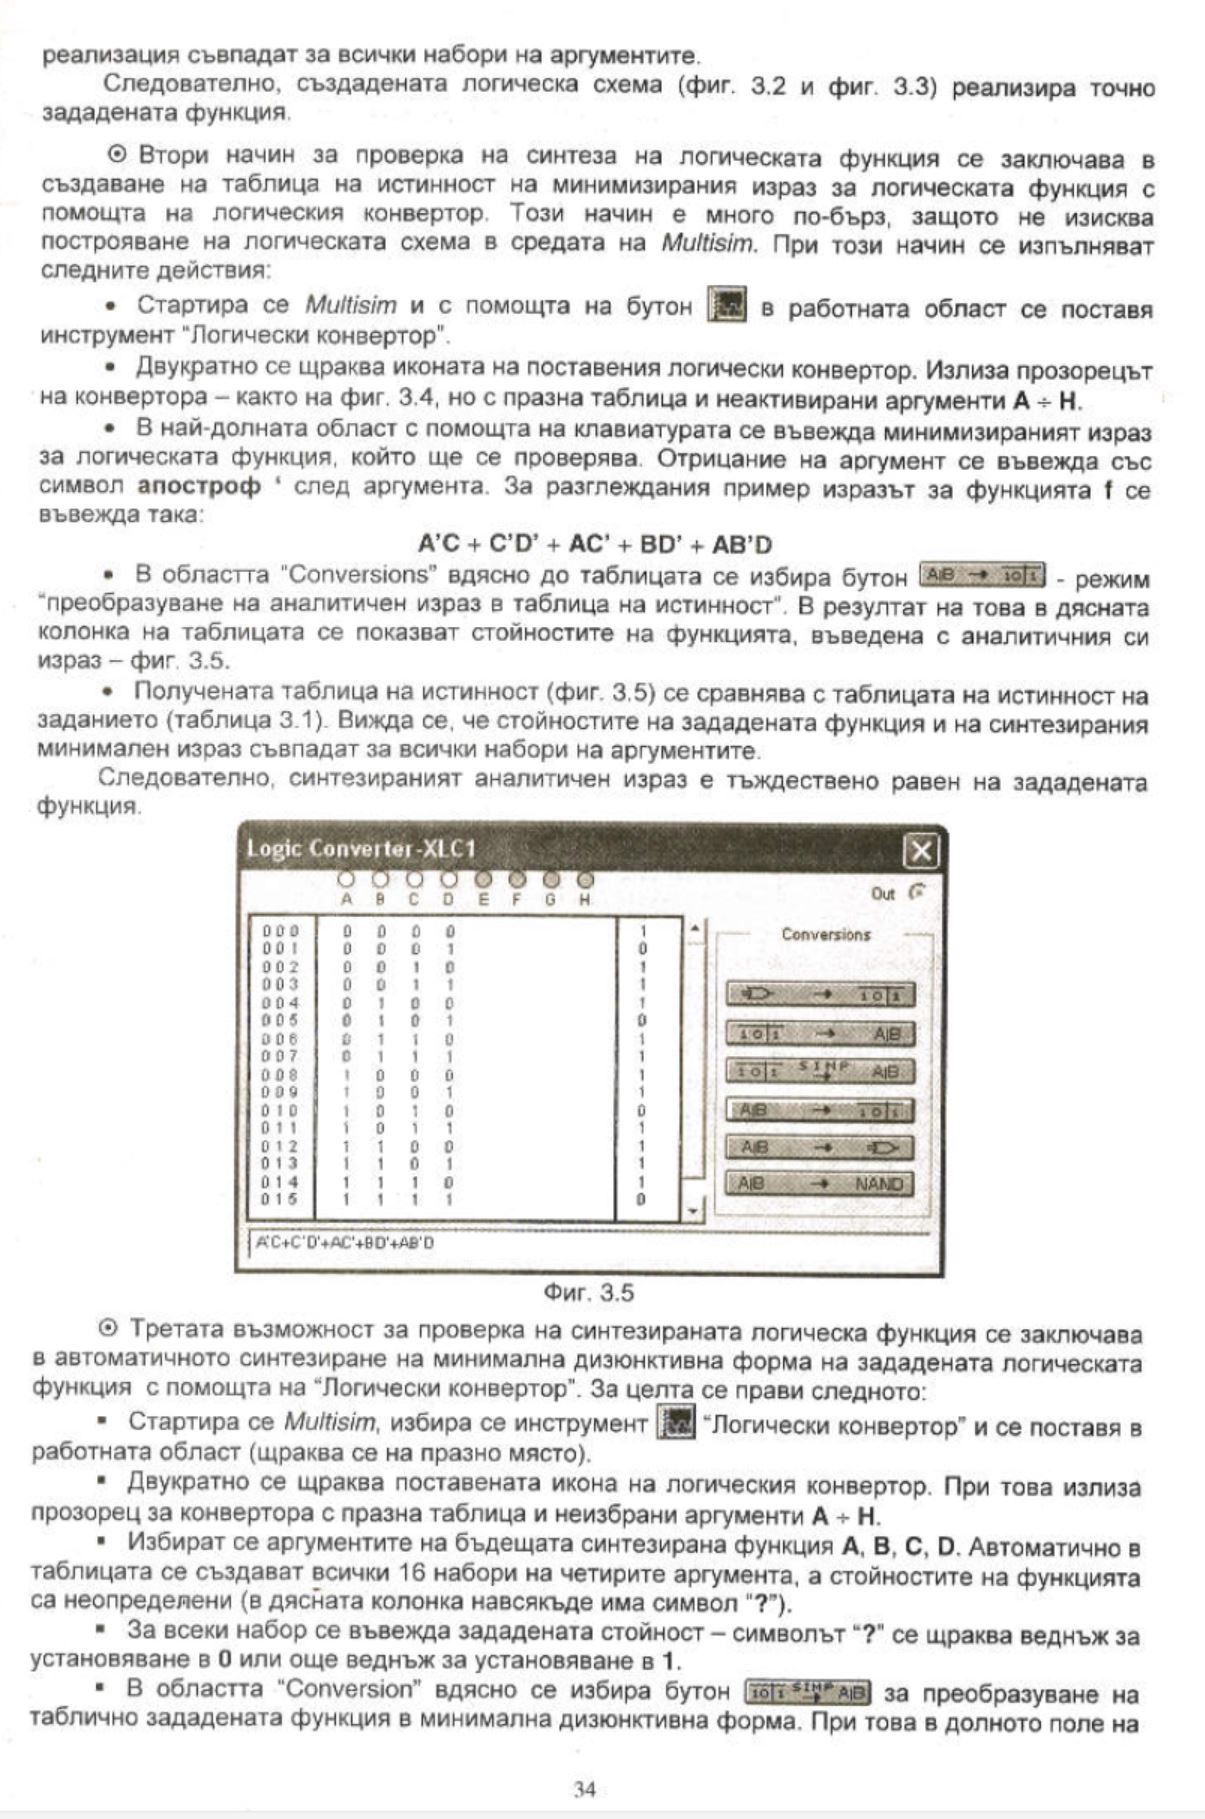 реализация съвпадат за всички набори на аргументите.
Следователно, създадената логическа схема (фиг. 3.2 и фиг. 3.3) реализира точно
зададената функция.
⊙ Втори начин за проверка на синтеза на логическата функция се заключава в
създаване на таблица на истинност на минимизирания израз за логическата функция с
помощта на логическия конвертор. Този начин е много по-бърз, защото не изисква
построяване на логическата схема в средата на Multisim. При този начин се изпълняват
следните действия:
• Стартира се Multisim и с помощта на бутон в работната област се поставя
инструмент "Логически конвертор".
• Двукратно се щраква иконата на поставения логически конвертор. Излиза прозорецът
на конвертора – както на фиг. 3.4, но с празна таблица и неактивирани аргументи A ÷ H.
• В най-долната област с помощта на клавиатурата се въвежда минимизираният израз
за логическата функция, който ще се проверява. Отрицание на аргумент се въвежда със
символ апостроф ‘ след аргумента. За разглеждания пример изразът за функцията f се
въвежда така:
A’C + C’D’ + AC’ + BD’ + AB’D
• В областта "Conversions" вдясно до таблицата се избира бутон A|B → 1 0|1 - режим
"преобразуване на аналитичен израз в таблица на истинност". В резултат на това в дясната
колонка на таблицата се показват стойностите на функцията, въведена с аналитичния си
израз – фиг. 3.5.
• Получената таблица на истинност (фиг. 3.5) се сравнява с таблицата на истинност на
заданието (таблица 3.1). Вижда се, че стойностите на зададената функция и на синтезирания
минимален израз съвпадат за всички набори на аргументите.
Следователно, синтезираният аналитичен израз е тъждествено равен на зададената
функция.
Logic Converter-XLC1
Out
A B C D E F G H
Conversions
000 0 0 0 0 1
001 0 0 0 1 0
002 0 0 1 0 1
003 0 0 1 1 1
004 0 1 0 0 1
005 0 1 0 1 0
006 0 1 1 0 1
007 0 1 1 1 1
008 1 0 0 0 1
009 1 0 0 1 1
010 1 0 1 0 0
011 1 0 1 1 1
012 1 1 0 0 1
013 1 1 0 1 1
014 1 1 1 0 1
015 1 1 1 1 0
→ 1 0|1
1 0|1 → A|B
1 0|1 SIMP → A|B
A|B → 1 0|1
A|B →
A|B → NAND
A'C+C'D'+AC'+BD'+AB'D
Фиг. 3.5
⊙ Третата възможност за проверка на синтезираната логическа функция се заключава
в автоматичното синтезиране на минимална дизюнктивна форма на зададената логическата
функция с помощта на "Логически конвертор". За целта се прави следното:
▪ Стартира се Multisim, избира се инструмент "Логически конвертор" и се поставя в
работната област (щраква се на празно място).
▪ Двукратно се щраква поставената икона на логическия конвертор. При това излиза
прозорец за конвертора с празна таблица и неизбрани аргументи A ÷ H.
▪ Избират се аргументите на бъдещата синтезирана функция A, B, C, D. Автоматично в
таблицата се създават всички 16 набори на четирите аргумента, а стойностите на функцията
са неопределени (в дясната колонка навсякъде има символ "?").
▪ За всеки набор се въвежда зададената стойност – символът "?" се щраква веднъж за
установяване в 0 или още веднъж за установяване в 1.
▪ В областта "Conversion" вдясно се избира бутон 1 0|1 SIMP → A|B за преобразуване на
таблично зададената функция в минимална дизюнктивна форма. При това в долното поле на
34